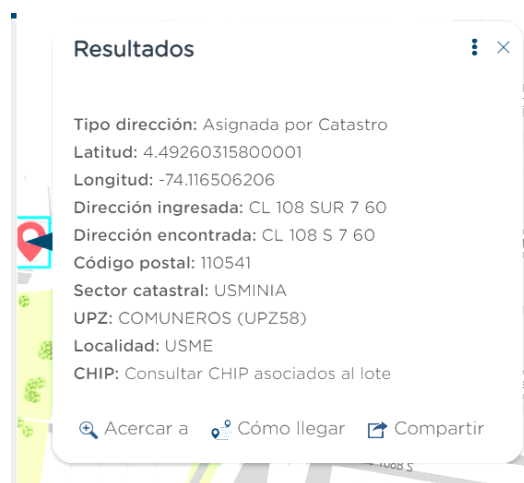 Resultados
Tipo dirección: Asignada por Catastro
Latitud: 4.49260315800001
Longitud: -74.116506206
Dirección ingresada: CL 108 SUR 7 60
Dirección encontrada: CL 108 S 7 60
Código postal: 110541
Sector catastral: USMINIA
UPZ: COMUNEROS (UPZ58)
Localidad: USME
CHIP: Consultar CHIP asociados al lote
Acercar a Cómo llegar Compartir